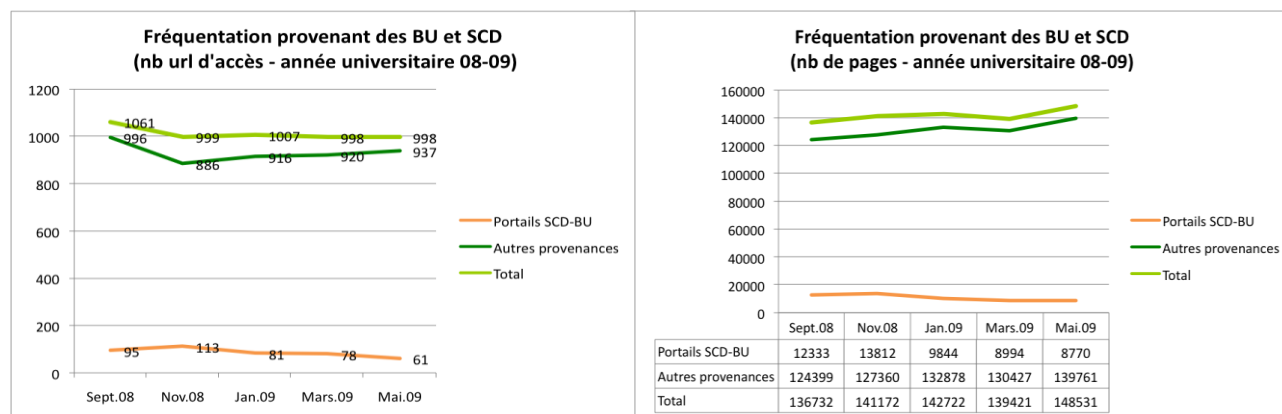 Fréquentation provenant des BU et SCD
(nb url d'accès - année universitaire 08-09)
1200
1000
800
600
400
200
0
1061
999
1007
998
998
996
886
916
920
937
95
113
81
78
61
Sept.08 Nov.08 Jan.09 Mars.09 Mai.09
Portails SCD-BU
Autres provenances
Total
Fréquentation provenant des BU et SCD
(nb de pages - année universitaire 08-09)
160000
140000
120000
100000
80000
60000
40000
20000
0
Portails SCD-BU
Autres provenances
Total
Sept.08 Nov.08 Jan.09 Mars.09 Mai.09
Portails SCD-BU 12333 13812 9844 8994 8770
Autres provenances 124399 127360 132878 130427 139761
Total 136732 141172 142722 139421 148531